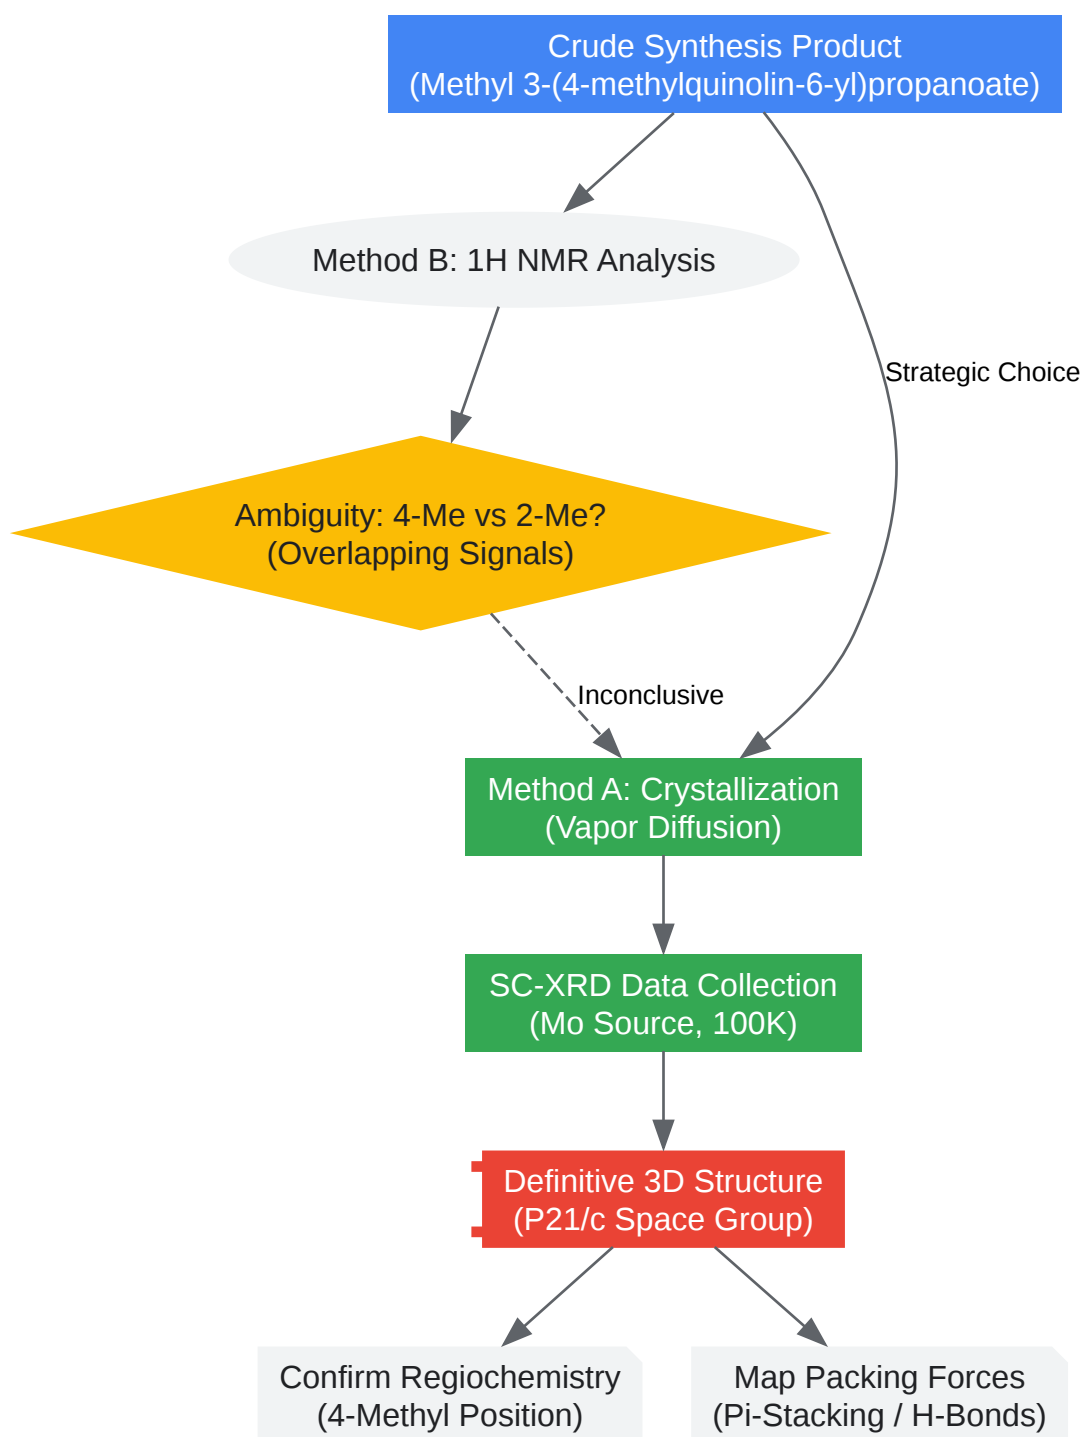 Crude Synthesis Product
(Methyl 3-(4-methylquinolin-6-yl)propanoate)
Method B: 1H NMR Analysis
Strategic Choice
Ambiguity: 4-Me vs 2-Me?
(Overlapping Signals)
Inconclusive
Method A: Crystallization
(Vapor Diffusion)
SC-XRD Data Collection
(Mo Source, 100K)
Definitive 3D Structure
(P21/c Space Group)
Confirm Regiochemistry
(4-Methyl Position)
Map Packing Forces
(Pi-Stacking / H-Bonds)